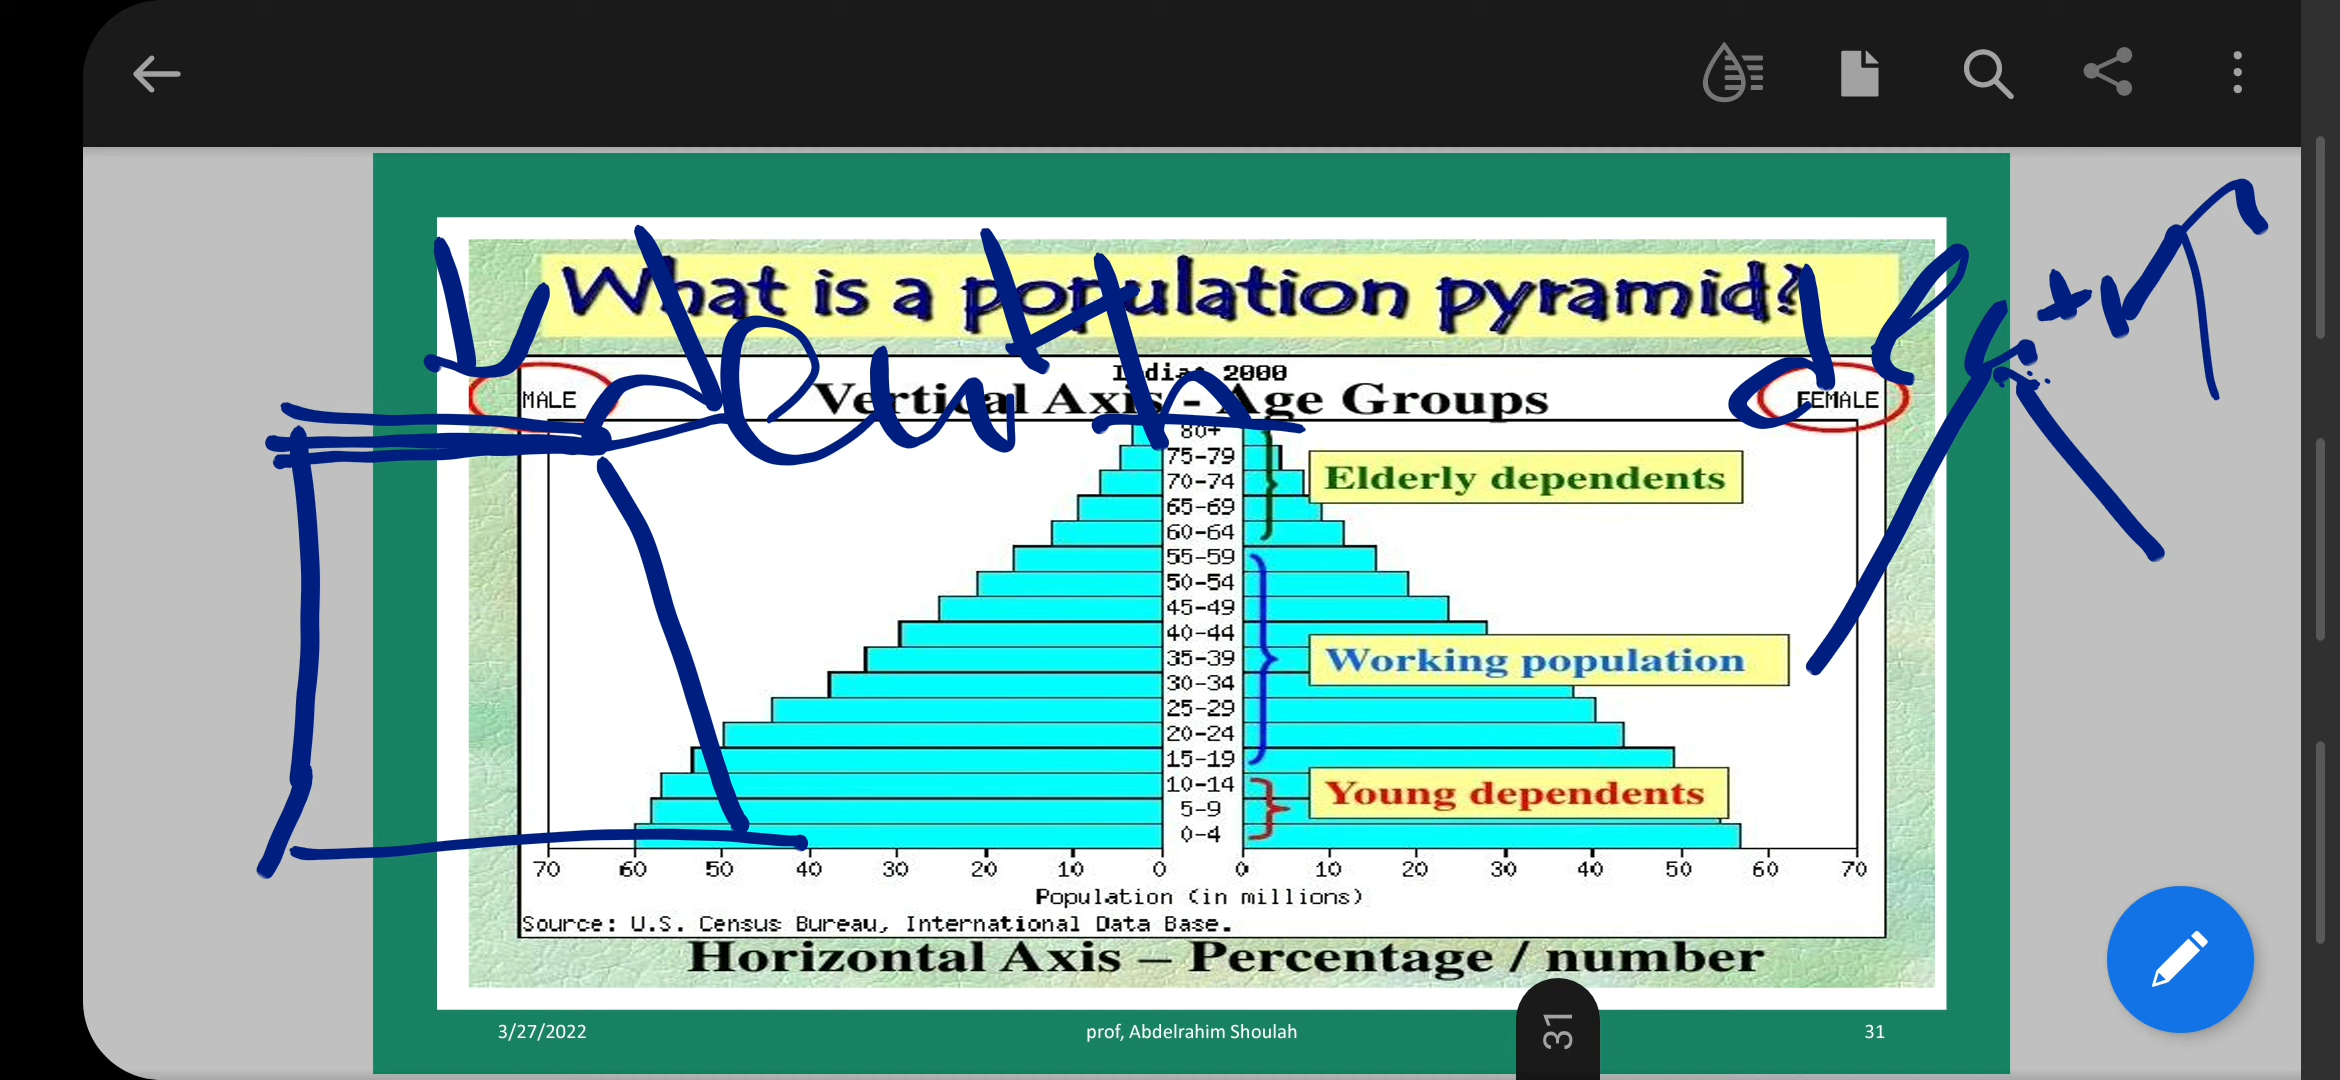 What is a population pyramid?
India: 2000
MALE
Vertical Axis - Age Groups
FEMALE
80+
75-79
70-74
Elderly dependents
65-69
60-64
55-59
50-54
45-49
40-44
35-39
Working population
30-34
25-29
20-24
15-19
10-14
Young dependents
5-9
0-4
70 60 50 40 30 20 10 0 0 10 20 30 40 50 60 70
Population (in millions)
Source: U.S. Census Bureau, International Data Base.
Horizontal Axis – Percentage / number
3/27/2022 prof, Abdelrahim Shoulah 31
31